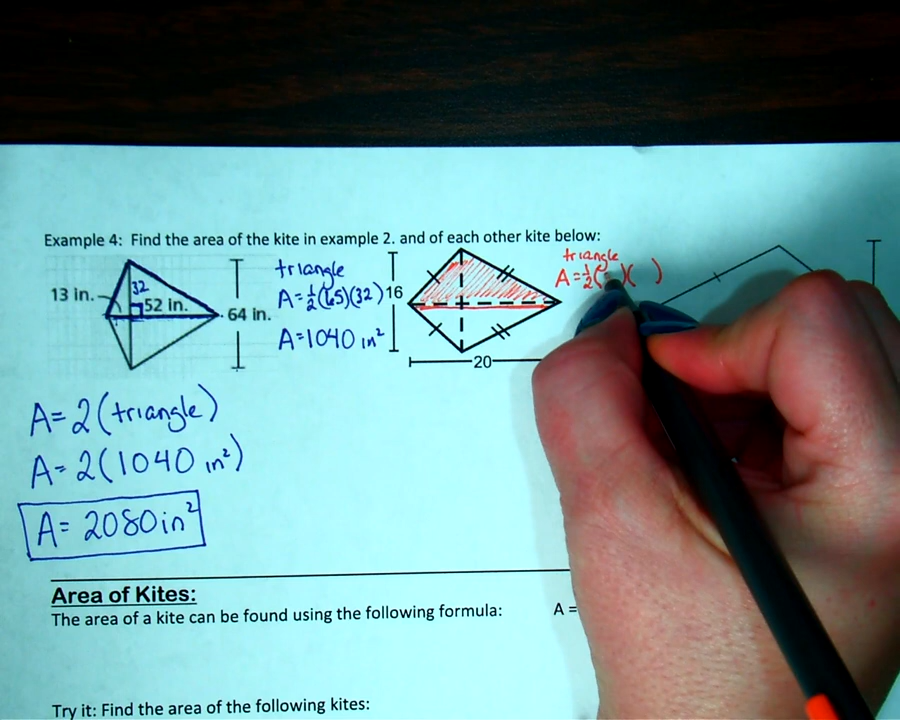 Example 4: Find the area of the kite in example 2. and of each other kite below:
13 in.
32
52 in.
64 in.
triangle
A=½(65)(32)
A=1040 in²
16
20
triangle
A=½( )( )
A=2(triangle)
A=2(1040 in²)
A=2080in²
Area of Kites:
The area of a kite can be found using the following formula: A =
Try it: Find the area of the following kites: